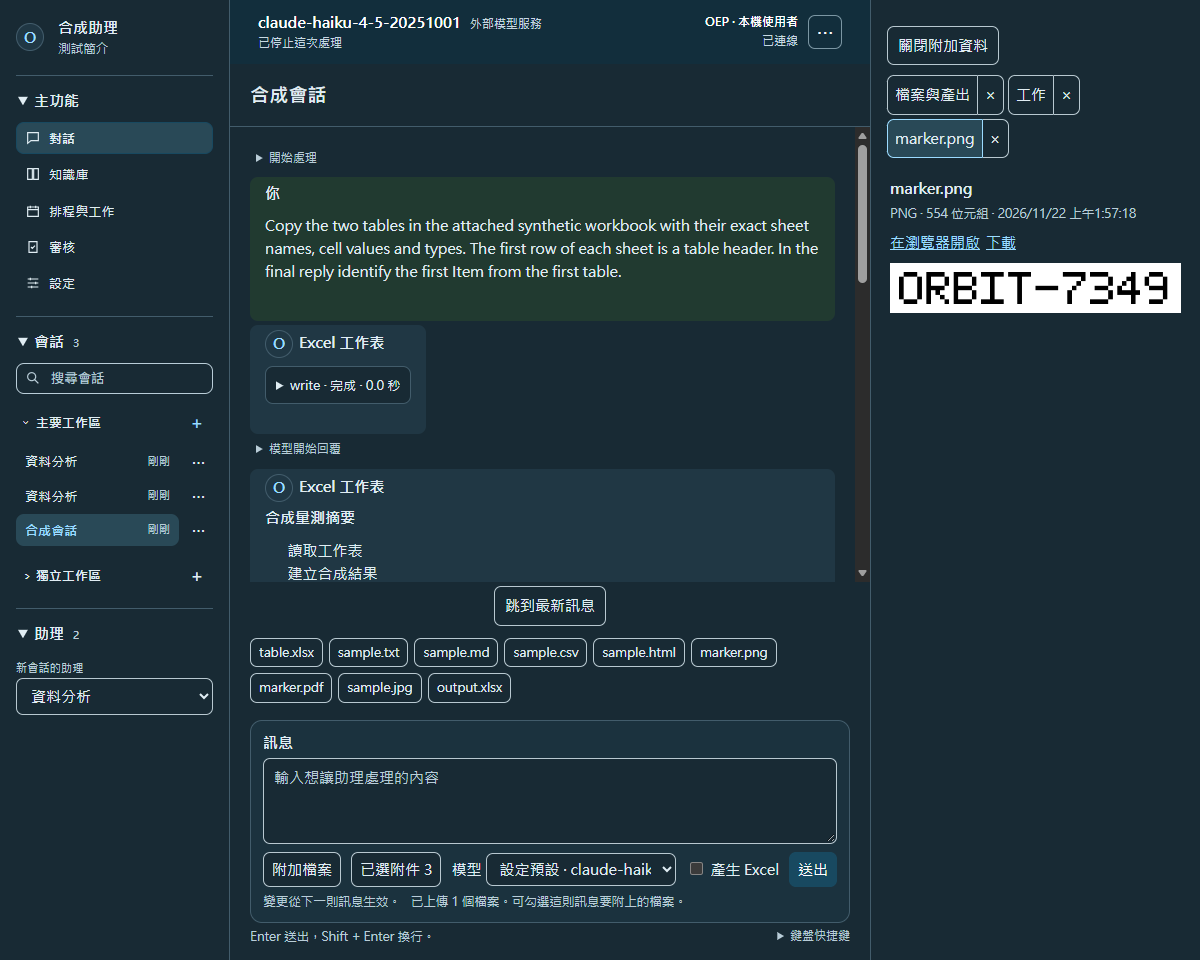 O
合成助理
測試簡介
▼ 主功能
對話
知識庫
排程與工作
審核
設定
▼ 會話 3
搜尋會話
主要工作區 +
資料分析 剛剛 …
資料分析 剛剛 …
合成會話 剛剛 …
獨立工作區 +
▼ 助理 2
新會話的助理
資料分析
claude-haiku-4-5-20251001 外部模型服務
已停止這次處理
OEP · 本機使用者
已連線
…
合成會話
▶ 開始處理
你
Copy the two tables in the attached synthetic workbook with their exact sheet
names, cell values and types. The first row of each sheet is a table header. In the
final reply identify the first Item from the first table.
O Excel 工作表
▶ write · 完成 · 0.0 秒
▶ 模型開始回覆
O Excel 工作表
合成量測摘要
讀取工作表
建立合成結果
跳到最新訊息
table.xlsx sample.txt sample.md sample.csv sample.html marker.png
marker.pdf sample.jpg output.xlsx
訊息
輸入想讓助理處理的內容
附加檔案 已選附件 3 模型 設定預設 · claude-haik 產生 Excel 送出
變更從下一則訊息生效。 已上傳 1 個檔案。可勾選這則訊息要附上的檔案。
Enter 送出，Shift + Enter 換行。 ▶ 鍵盤快捷鍵
關閉附加資料
檔案與產出 × 工作 ×
marker.png ×
marker.png
PNG · 554 位元組 · 2026/11/22 上午1:57:18
在瀏覽器開啟 下載
ORBIT-7349